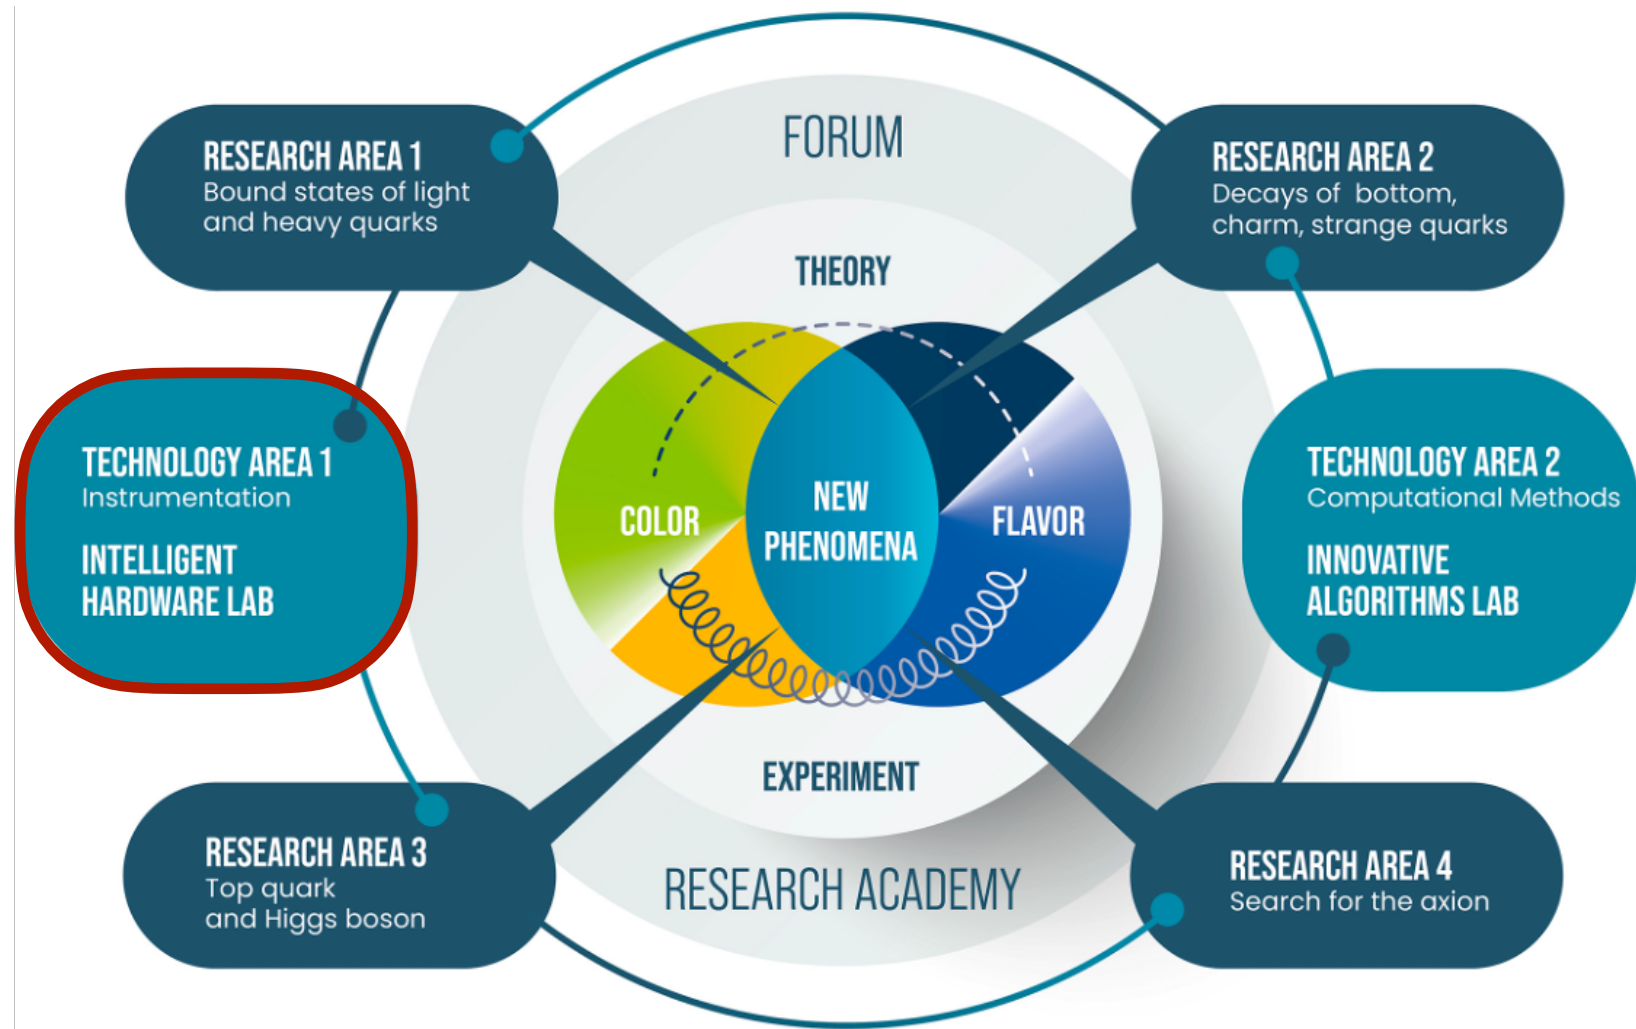 FORUM
RESEARCH AREA 1
Bound states of light
and heavy quarks
RESEARCH AREA 2
Decays of bottom,
charm, strange quarks
THEORY
TECHNOLOGY AREA 1
Instrumentation
INTELLIGENT
HARDWARE LAB
COLOR
NEW
PHENOMENA
FLAVOR
TECHNOLOGY AREA 2
Computational Methods
INNOVATIVE
ALGORITHMS LAB
EXPERIMENT
RESEARCH AREA 3
Top quark
and Higgs boson
RESEARCH ACADEMY
RESEARCH AREA 4
Search for the axion